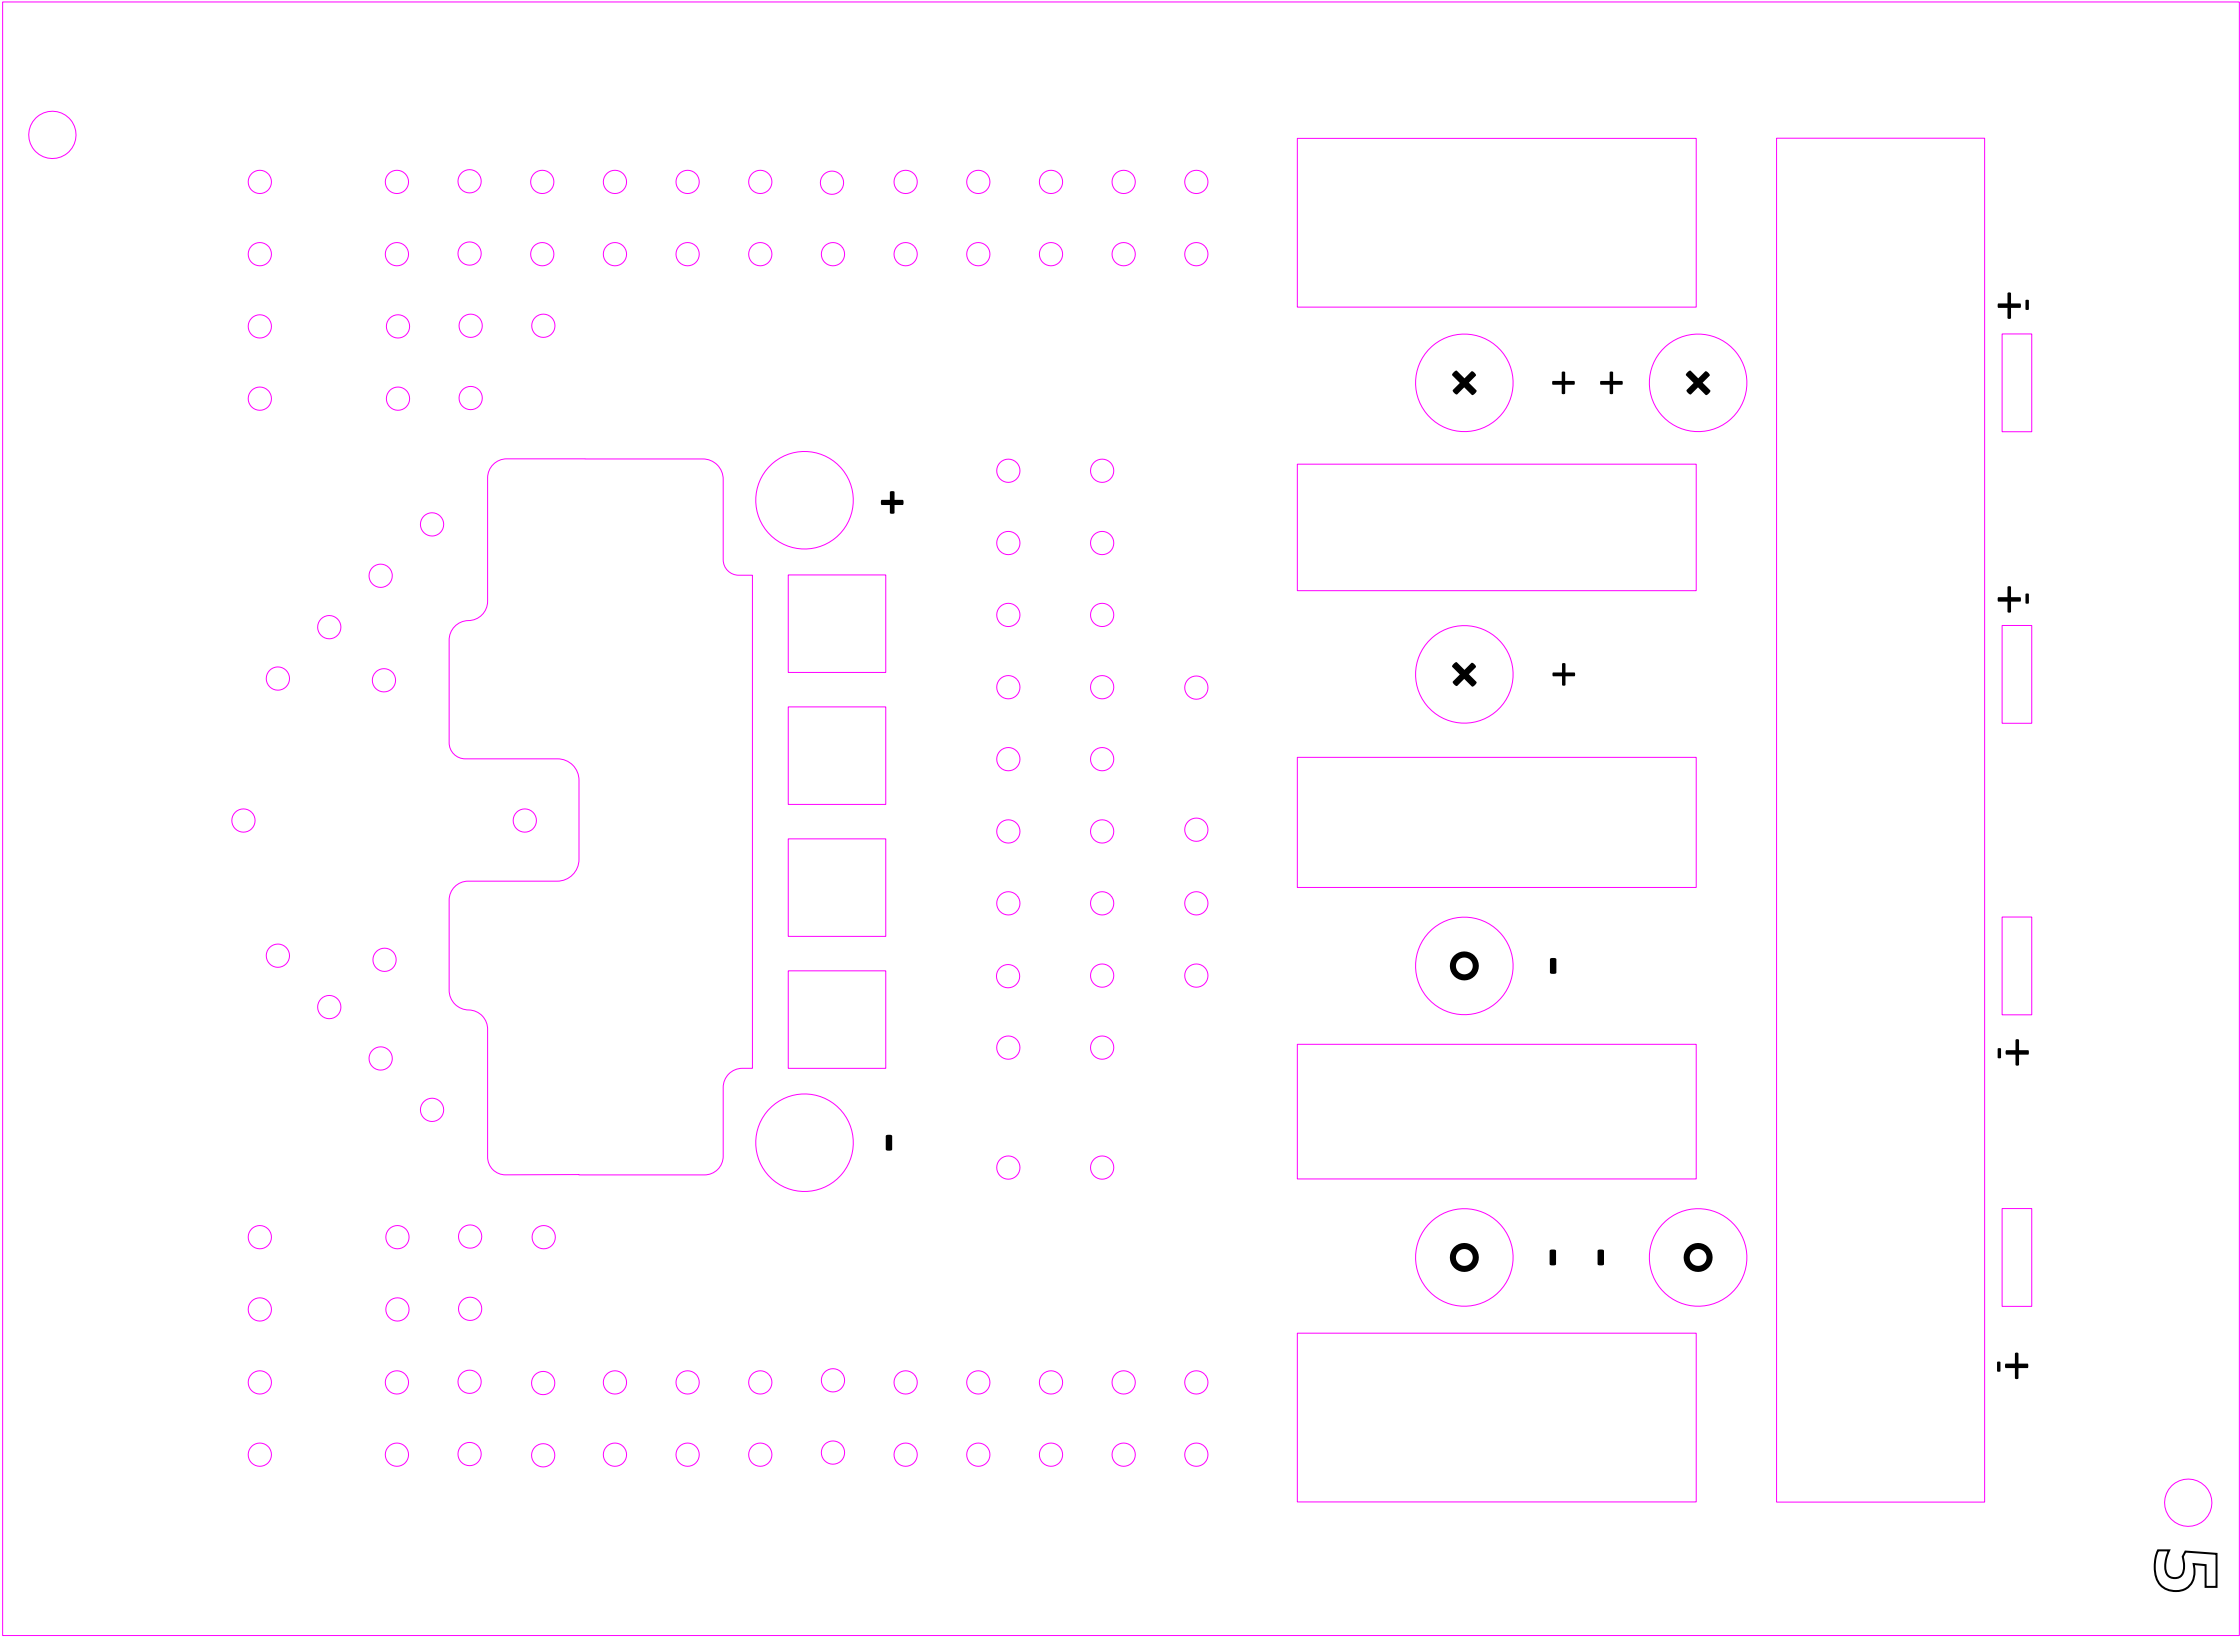 +-
× + + ×
+
+-
× +
o -
-+
-
o - - o
-+
5